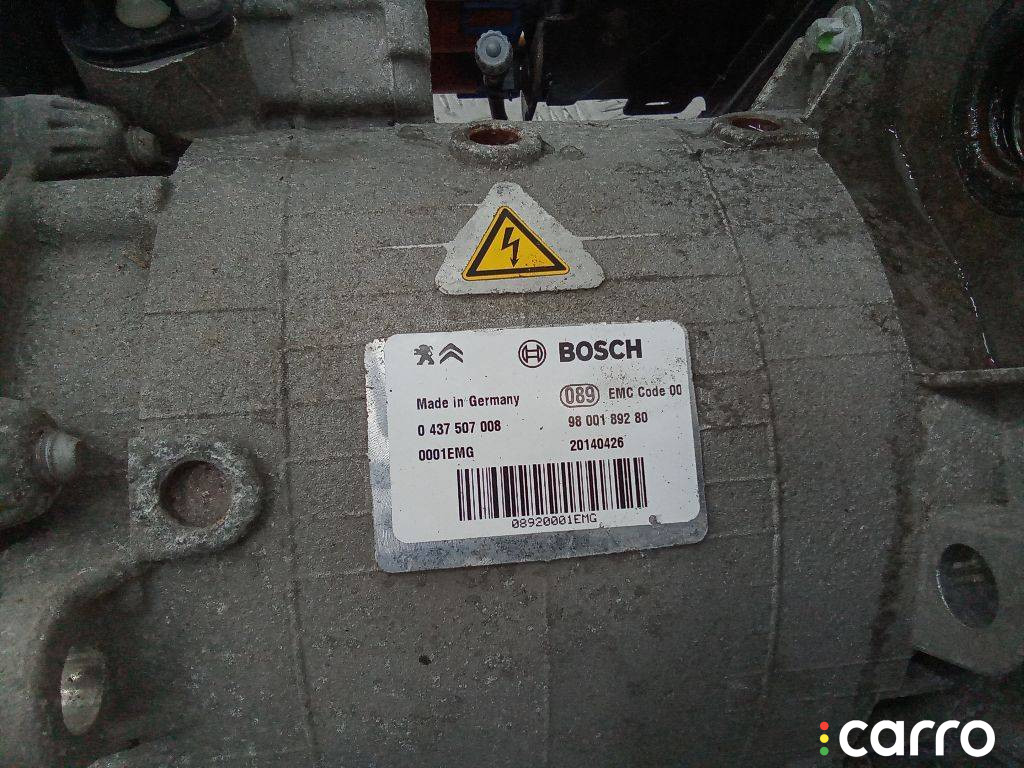 BOSCH
Made in Germany
089 EMC Code 00
0 437 507 008
98 001 892 80
0001EMG
20140426
08920001EMG
carro